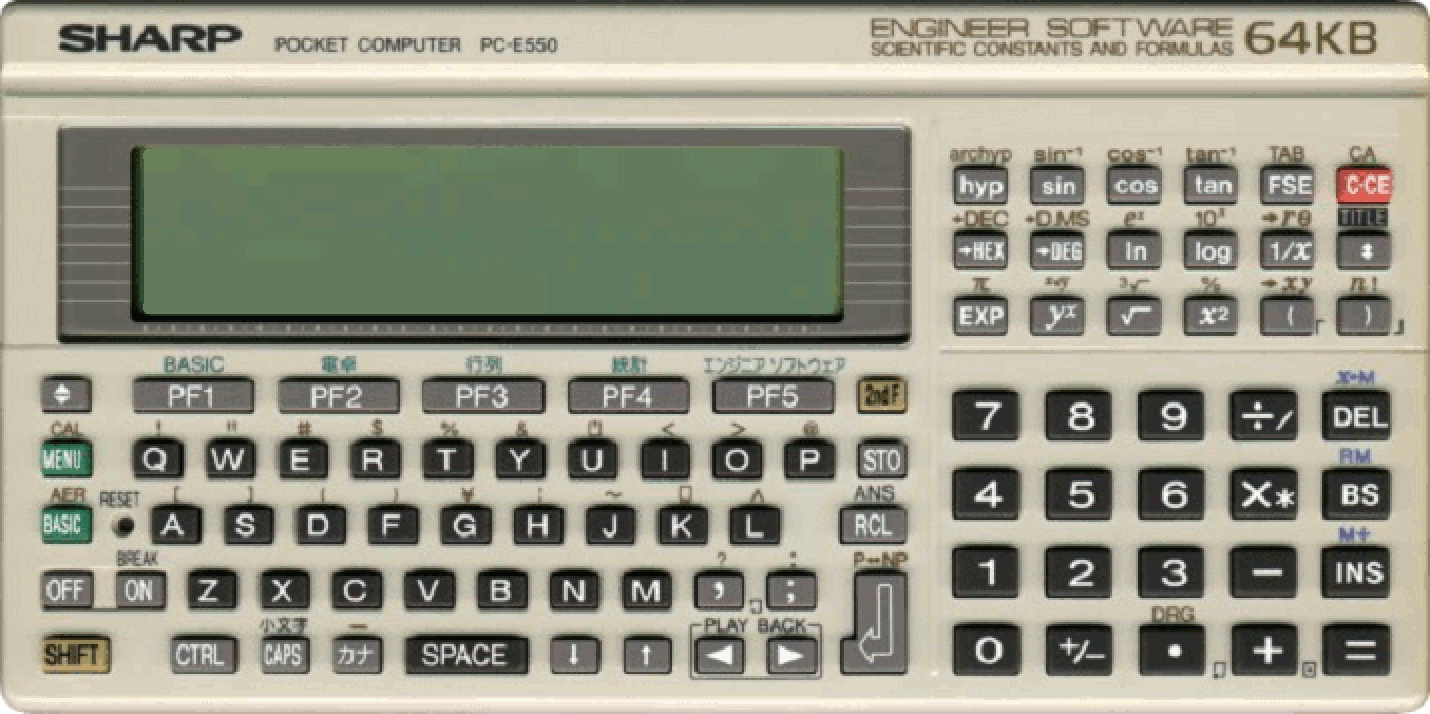 SHARP POCKET COMPUTER PC-E550 ENGINEER SOFTWARE 64KB
SCIENTIFIC CONSTANTS AND FORMULAS
archyp sin⁻¹ cos⁻¹ tan⁻¹ TAB CA
hyp sin cos tan FSE C·CE
→DEC →D.MS eˣ 10ˣ →rθ TITLE
→HEX →DEG ln log 1/x
π ³√ % →xy n!
EXP yˣ √ x² ( )
BASIC 電卓 行列 統計 エンジニア ソフトウェア
PF1 PF2 PF3 PF4 PF5 2ndF
CAL ! " # $ % & < > @
MENU Q W E R T Y U I O P STO
AER RESET [ ] { } ¥ ~ ^ ANS
BASIC A S D F G H J K L RCL
BREAK ? : P↔NP
OFF ON Z X C V B N M , ;
小文字 ー PLAY BACK
SHIFT CTRL CAPS カナ SPACE ↓ ↑ ◀ ▶
x→M
7 8 9 ÷/ DEL
RM
4 5 6 X* BS
M+
1 2 3 − INS
DRG
0 +/− • + =